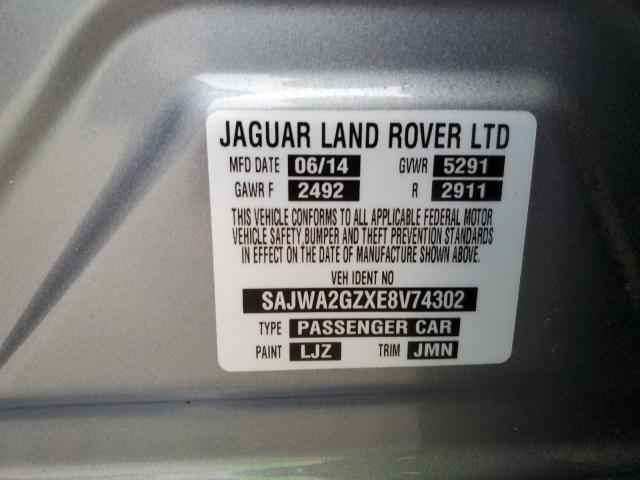 JAGUAR LAND ROVER LTD
MFD DATE 06/14 GVWR 5291
GAWR F 2492 R 2911
THIS VEHICLE CONFORMS TO ALL APPLICABLE FEDERAL MOTOR
VEHICLE SAFETY, BUMPER AND THEFT PREVENTION STANDARDS
IN EFFECT ON THE DATE OF MANUFACTURE SHOWN ABOVE.
VEH IDENT NO
SAJWA2GZXE8V74302
TYPE PASSENGER CAR
PAINT LJZ TRIM JMN